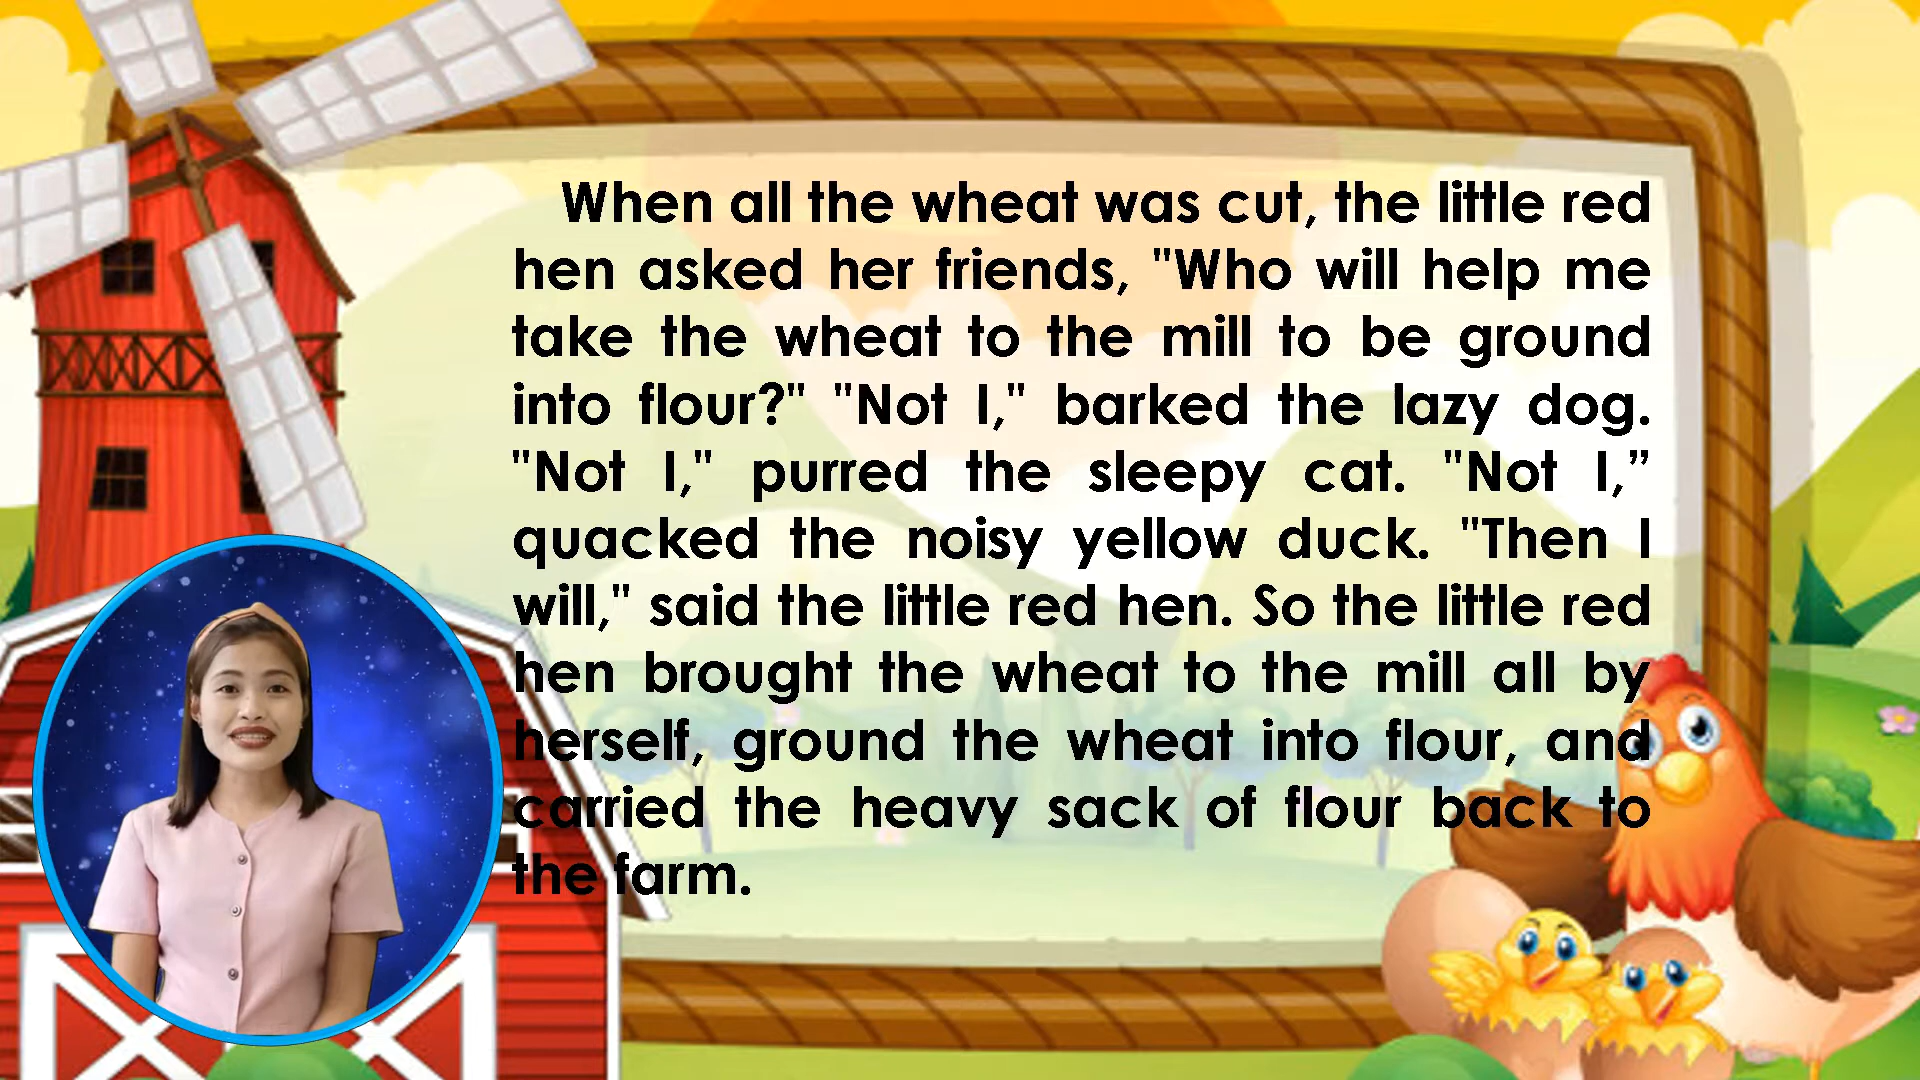 When all the wheat was cut, the little red
hen asked her friends, "Who will help me
take the wheat to the mill to be ground
into flour?" "Not I," barked the lazy dog.
"Not I," purred the sleepy cat. "Not I,”
quacked the noisy yellow duck. "Then I
will," said the little red hen. So the little red
hen brought the wheat to the mill all by
herself, ground the wheat into flour, and
carried the heavy sack of flour back to
the farm.